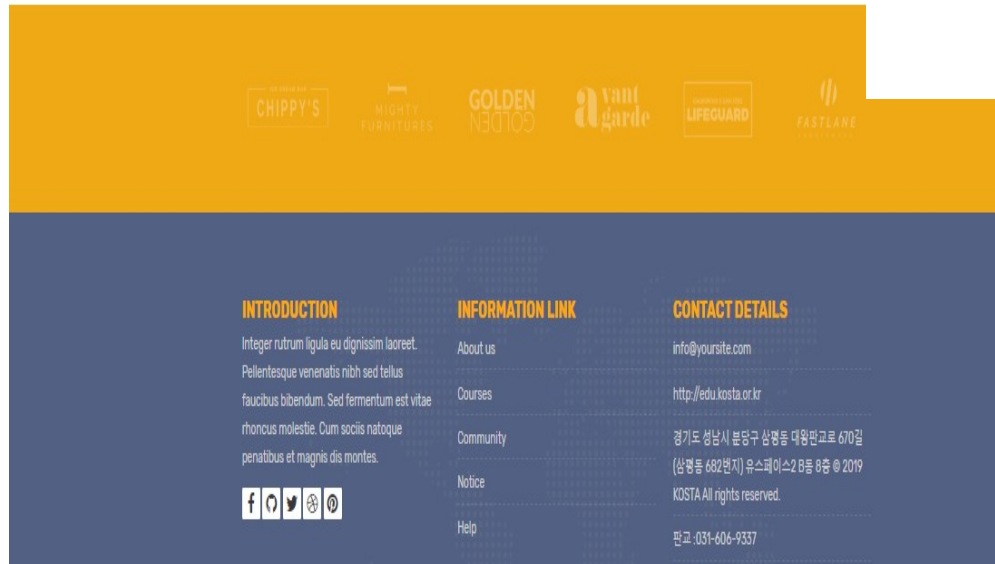 CHIPPY'S
MIGHTY
FURNITURES
GOLDEN
GOLDEN
avant
garde
LIFEGUARD
FASTLANE
INTRODUCTION
Integer rutrum ligula eu dignissim laoreet.
Pellentesque venenatis nibh sed tellus
faucibus bibendum. Sed fermentum est vitae
rhoncus molestie. Cum sociis natoque
penatibus et magnis dis montes.
INFORMATION LINK
About us
Courses
Community
Notice
Help
CONTACT DETAILS
info@yoursite.com
http://edu.kosta.or.kr
경기도 성남시 분당구 삼평동 대왕판교로 670길
(삼평동 682번지) 유스페이스2 B동 8층 © 2019
KOSTA All rights reserved.
판교 :031-606-9337